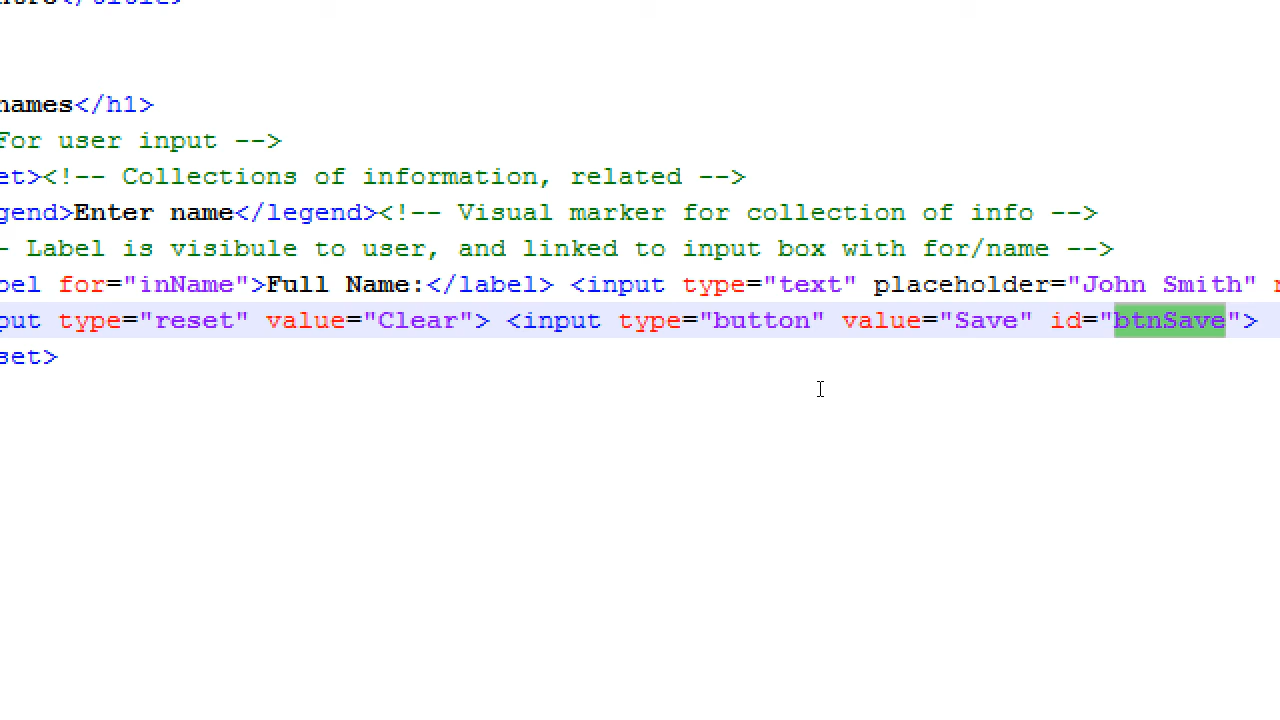 names</h1>
For user input -->
et><!-- Collections of information, related -->
gend>Enter name</legend><!-- Visual marker for collection of info -->
- Label is visibule to user, and linked to input box with for/name -->
bel for="inName">Full Name:</label> <input type="text" placeholder="John Smith" r
put type="reset" value="Clear"> <input type="button" value="Save" id="btnSave">
set>